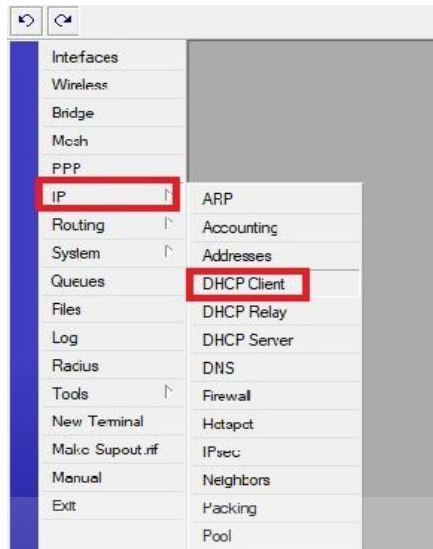 Interfaces
Wireless
Bridge
Mesh
PPP
IP
Routing
System
Queues
Files
Log
Radius
Tools
New Terminal
Make Supout.rif
Manual
Exit
ARP
Accounting
Addresses
DHCP Client
DHCP Relay
DHCP Server
DNS
Firewall
Hotspot
IPsec
Neighbors
Packing
Pool